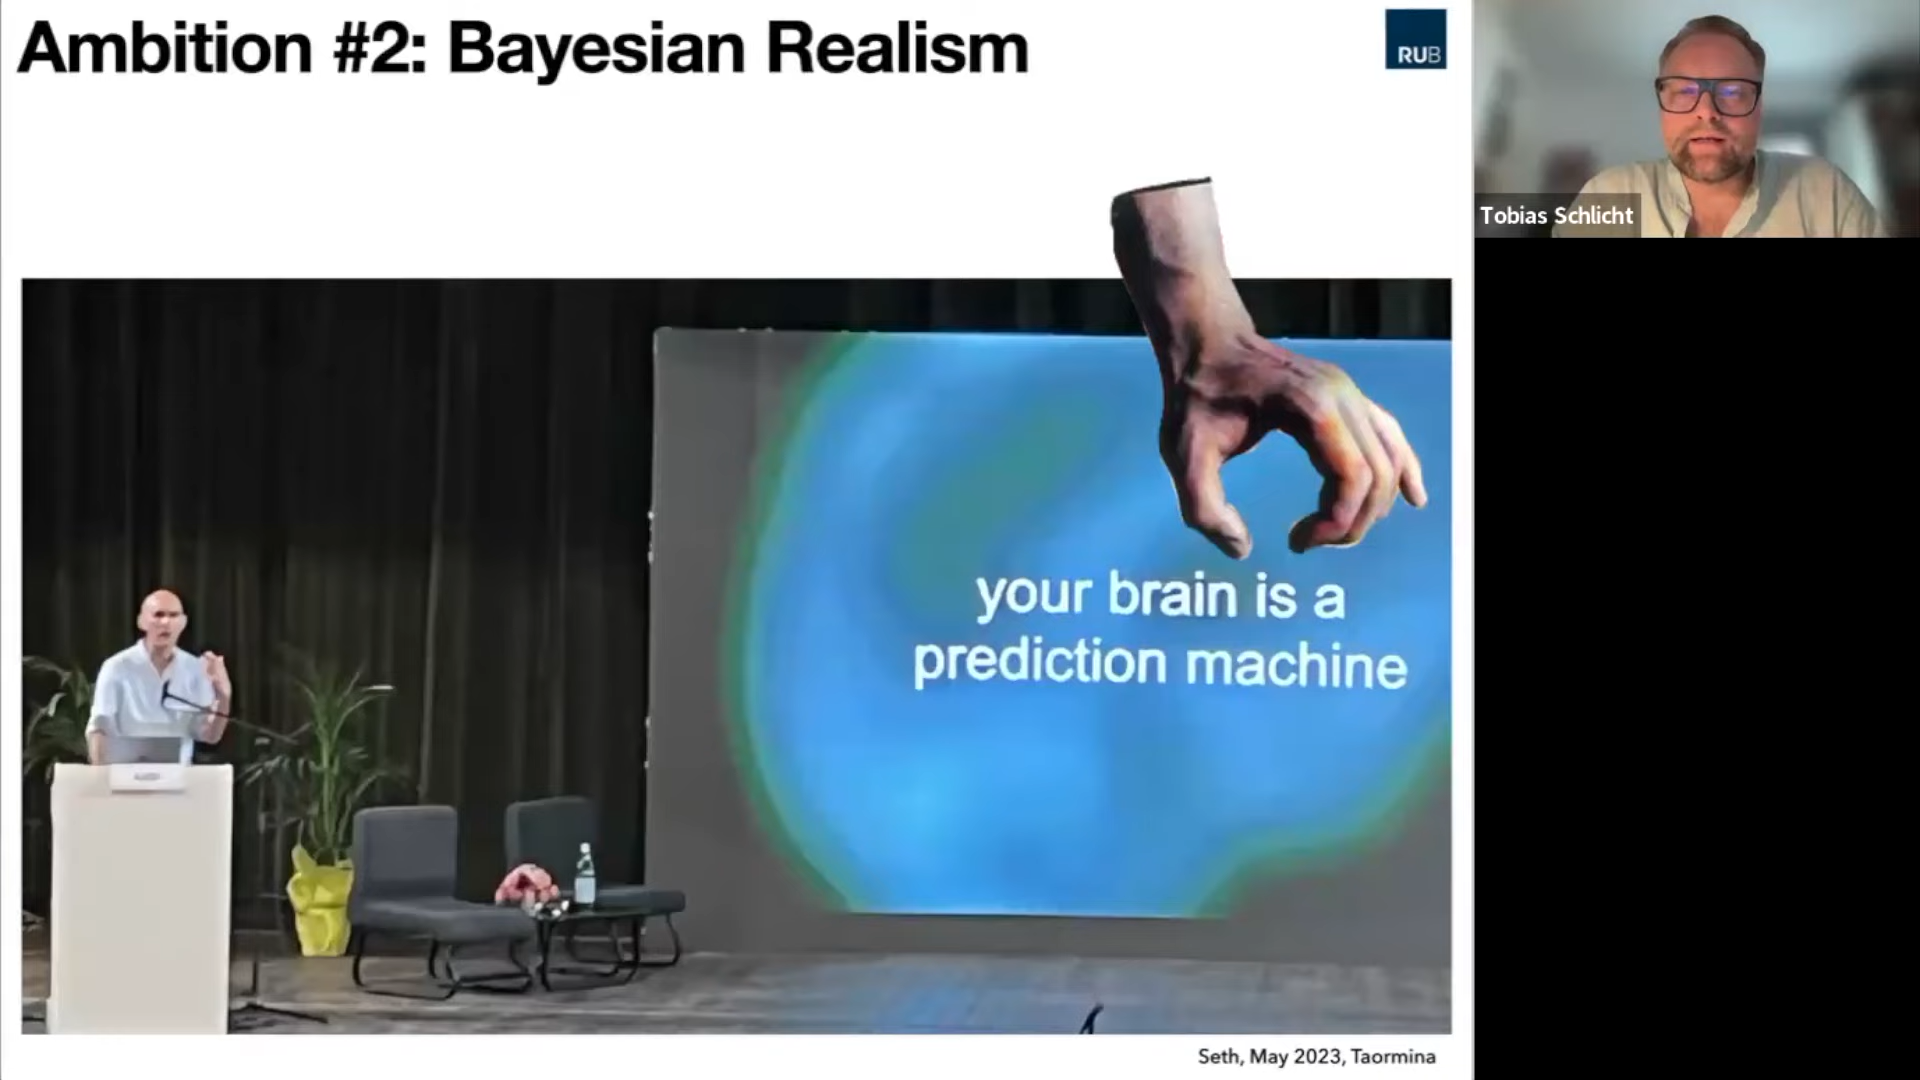 Ambition #2: Bayesian Realism
RUB
Tobias Schlicht
your brain is a
prediction machine
Seth, May 2023, Taormina